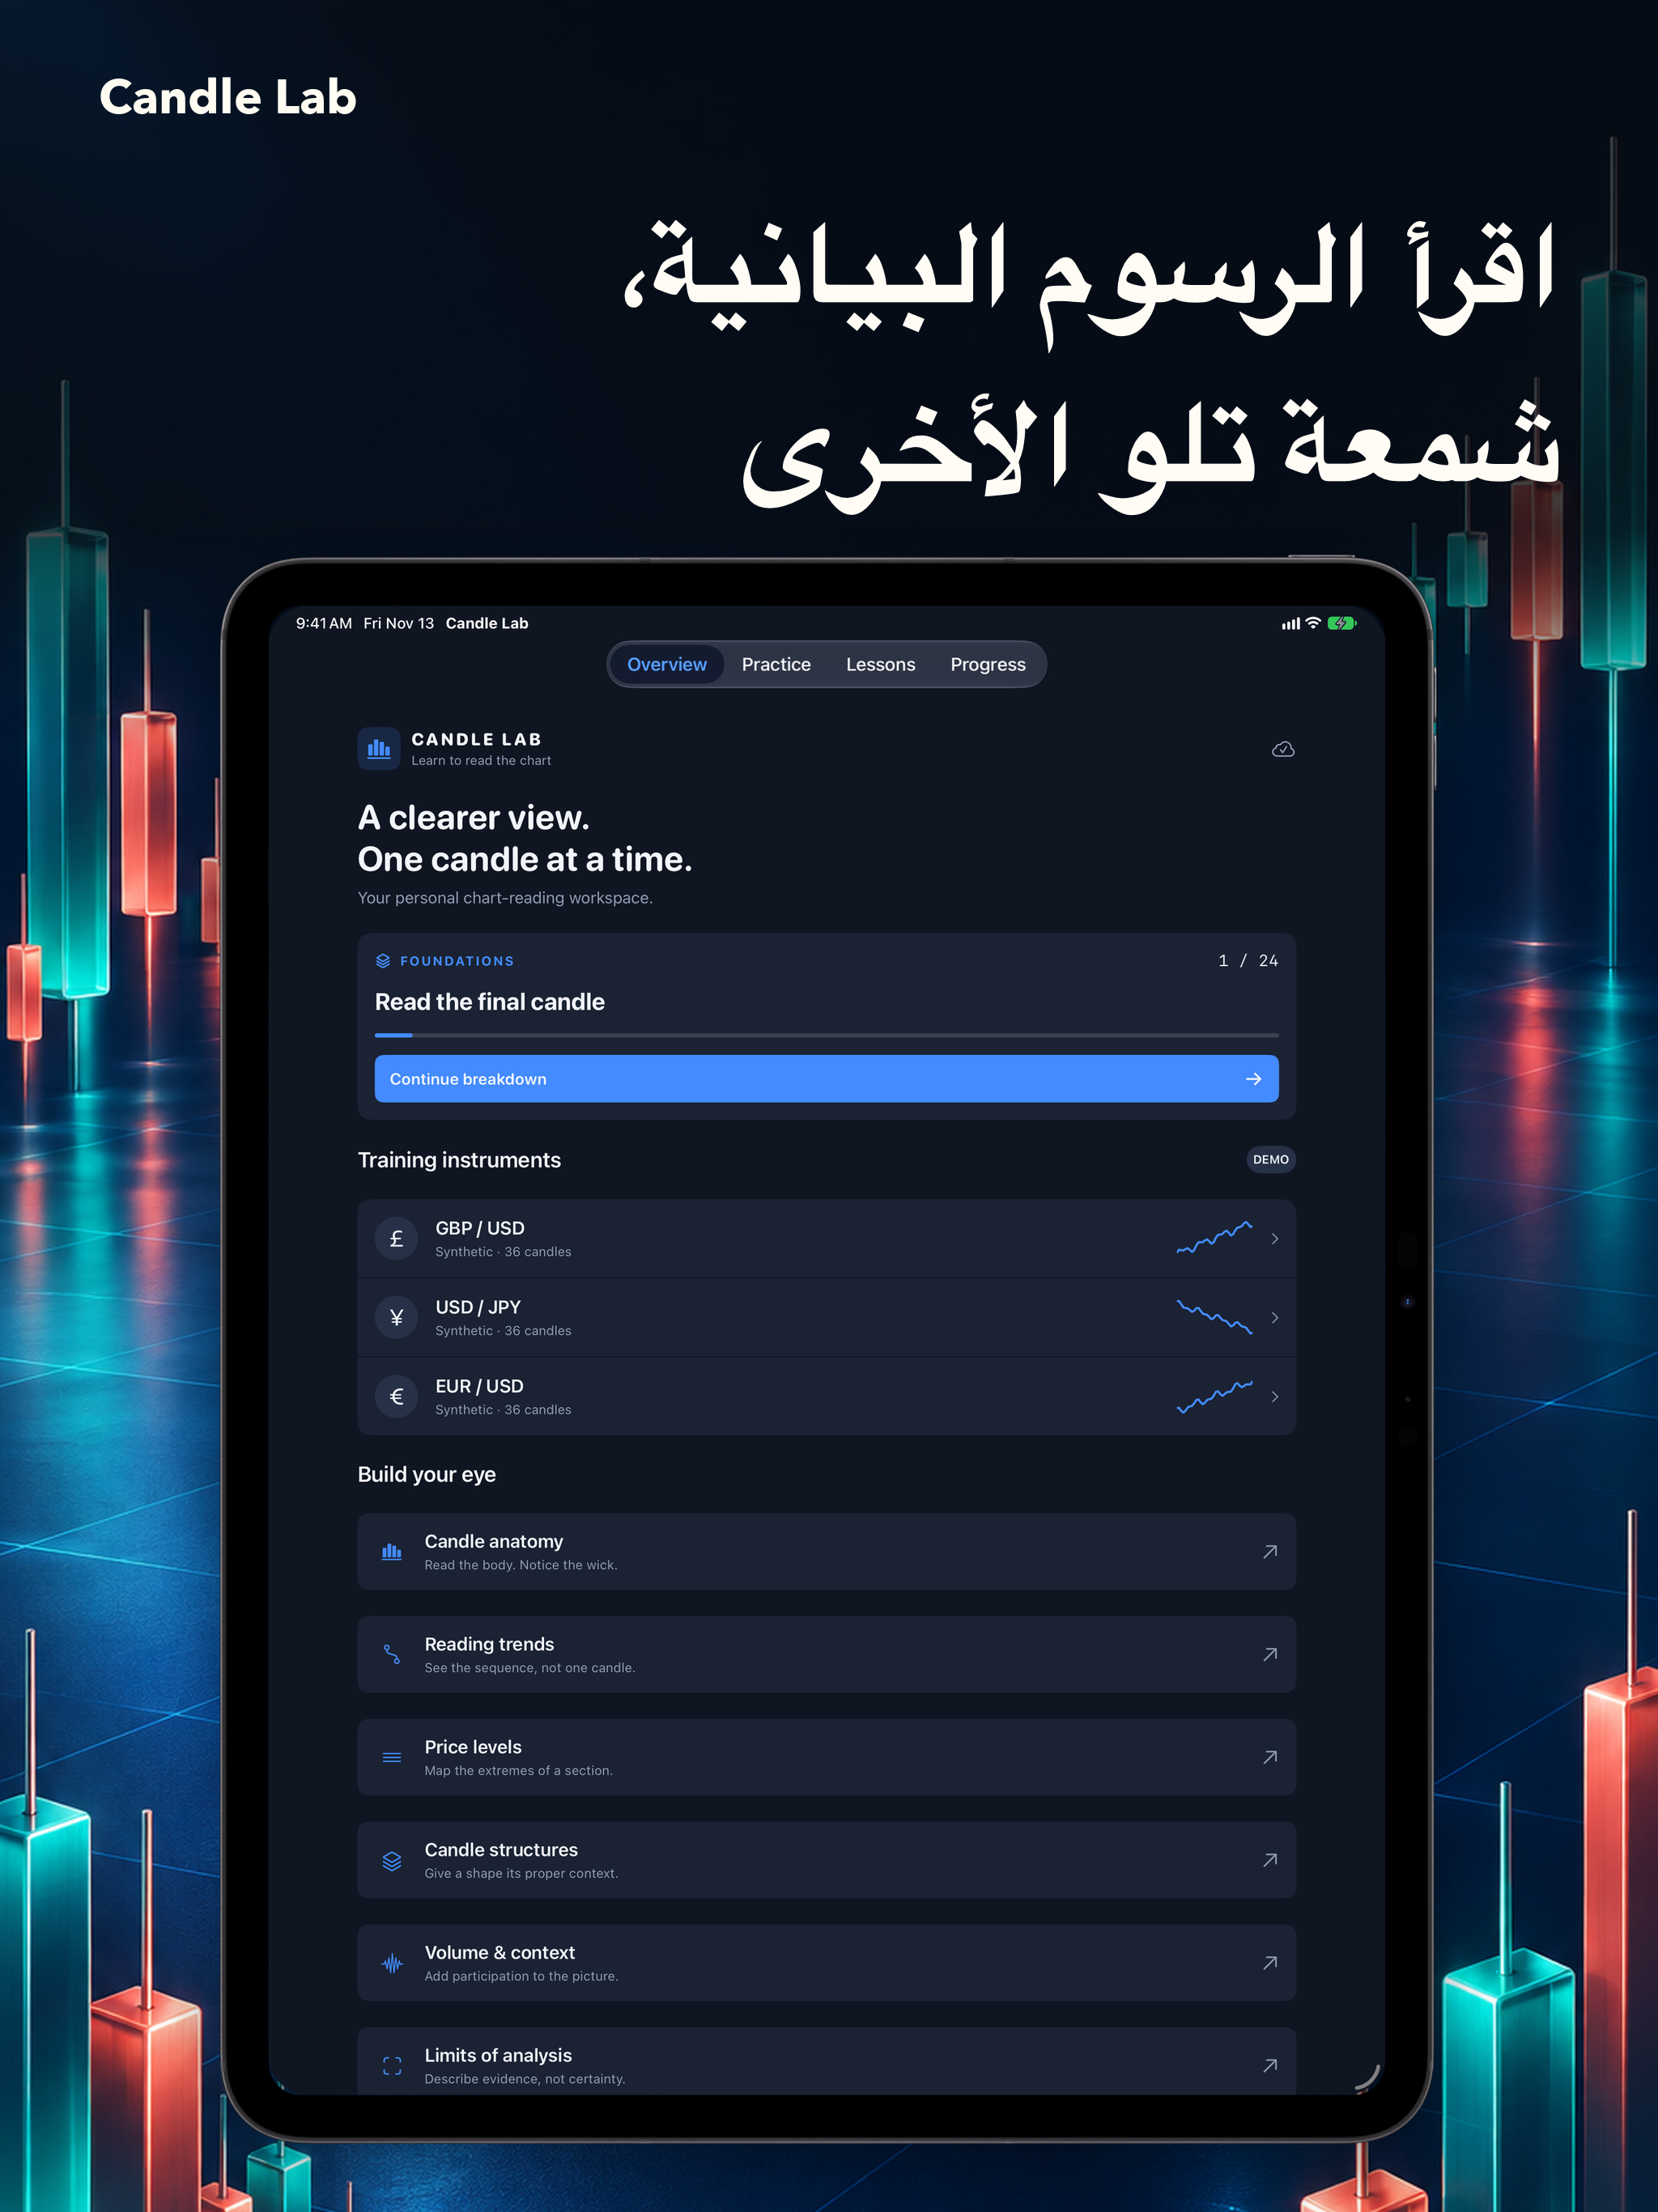 Candle Lab
اقرأ الرسوم البيانية،
شمعة تلو الأخرى
9:41 AM Fri Nov 13 Candle Lab
Overview Practice Lessons Progress
CANDLE LAB
Learn to read the chart
A clearer view.
One candle at a time.
Your personal chart-reading workspace.
FOUNDATIONS 1 / 24
Read the final candle
Continue breakdown
Training instruments DEMO
£ GBP / USD
Synthetic · 36 candles
¥ USD / JPY
Synthetic · 36 candles
€ EUR / USD
Synthetic · 36 candles
Build your eye
Candle anatomy
Read the body. Notice the wick.
Reading trends
See the sequence, not one candle.
Price levels
Map the extremes of a section.
Candle structures
Give a shape its proper context.
Volume & context
Add participation to the picture.
Limits of analysis
Describe evidence, not certainty.